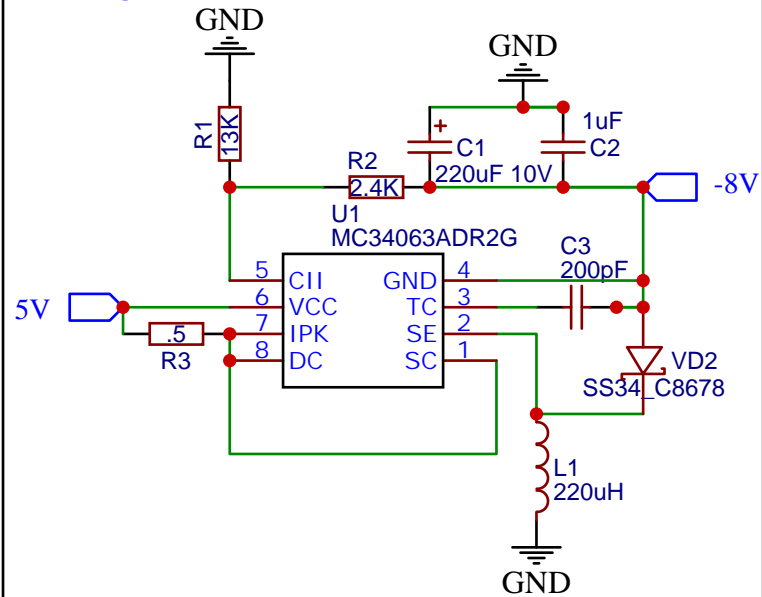 GND
GND
R1
13K
+
1uF
C1
C2
220uF 10V
R2
2.4K
-8V
U1
MC34063ADR2G
C3
200pF
5 CII
GND 4
6 VCC
TC 3
7 IPK
SE 2
8 DC
SC 1
5V
.5
R3
VD2
SS34_C8678
L1
220uH
GND